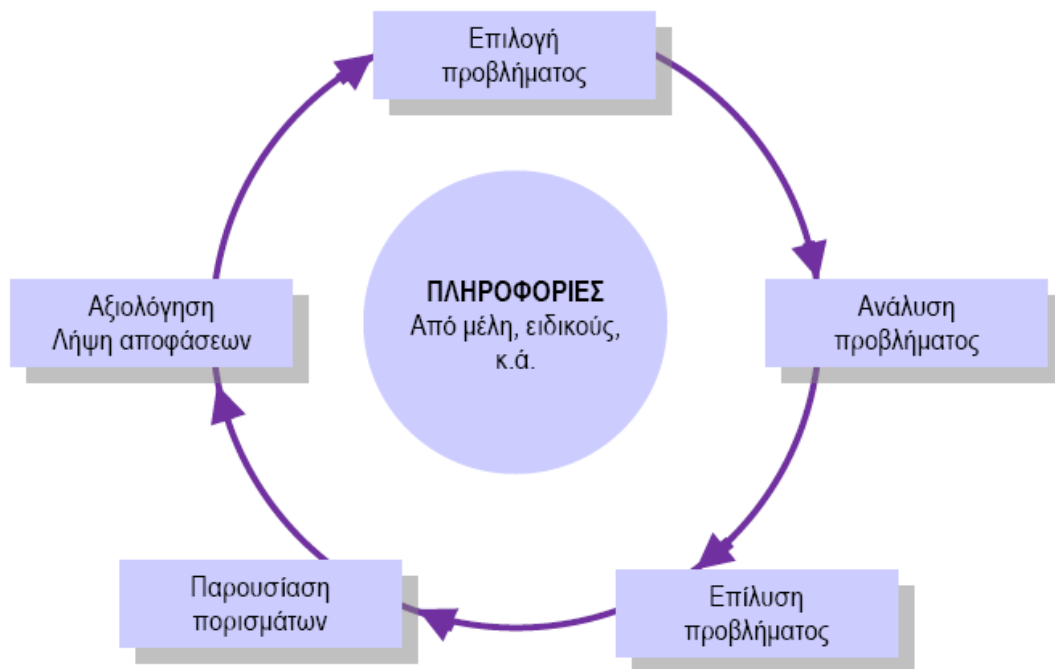 Επιλογή
προβλήματος
ΠΛΗΡΟΦΟΡΙΕΣ
Από μέλη, ειδικούς,
κ.ά.
Αξιολόγηση
Λήψη αποφάσεων
Ανάλυση
προβλήματος
Παρουσίαση
πορισμάτων
Επίλυση
προβλήματος